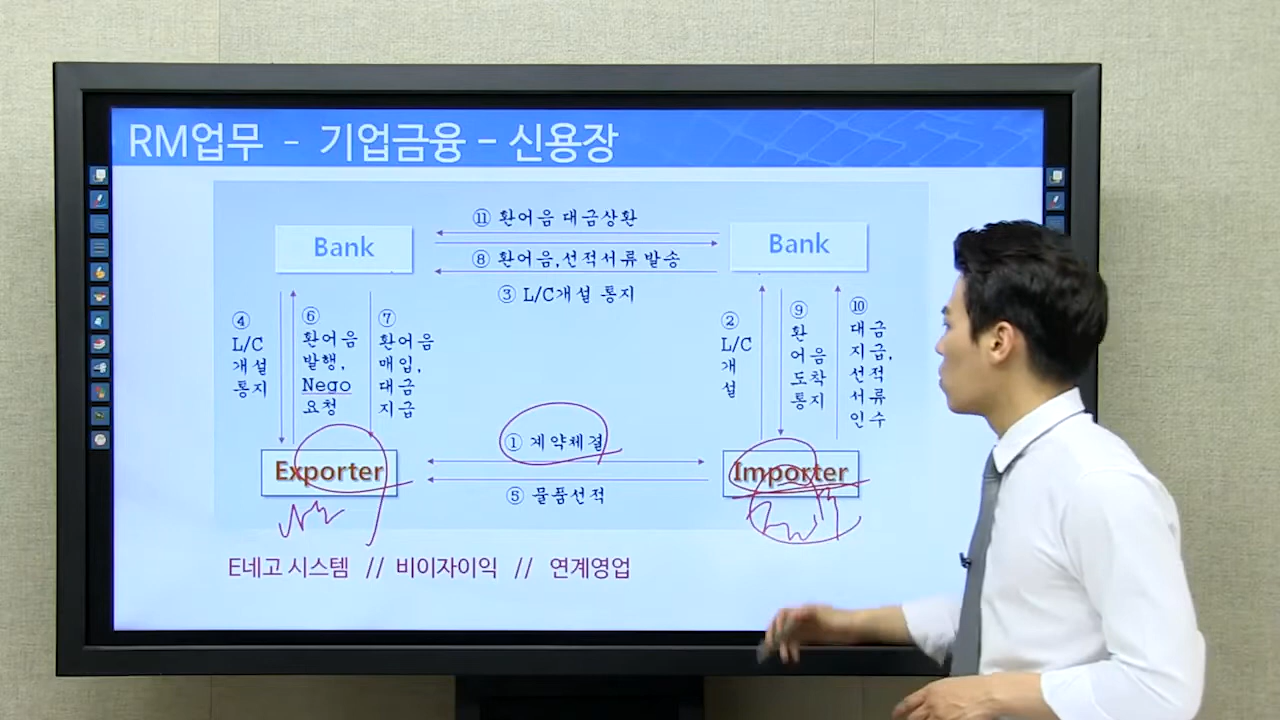 RM업무 - 기업금융 - 신용장
⑪ 환어음 대금상환
Bank
Bank
⑧ 환어음,선적서류 발송
③ L/C개설 통지
④
L/C
개설
통지
⑥
환어음
발행,
Nego
요청
⑦
환어음
매입,
대금
지급
②
L/C
개
설
⑨
환
어음
도착
통지
⑩
대금
지급,
선적
서류
인수
① 계약체결
Exporter
Importer
⑤ 물품선적
E네고 시스템 // 비이자이익 // 연계영업